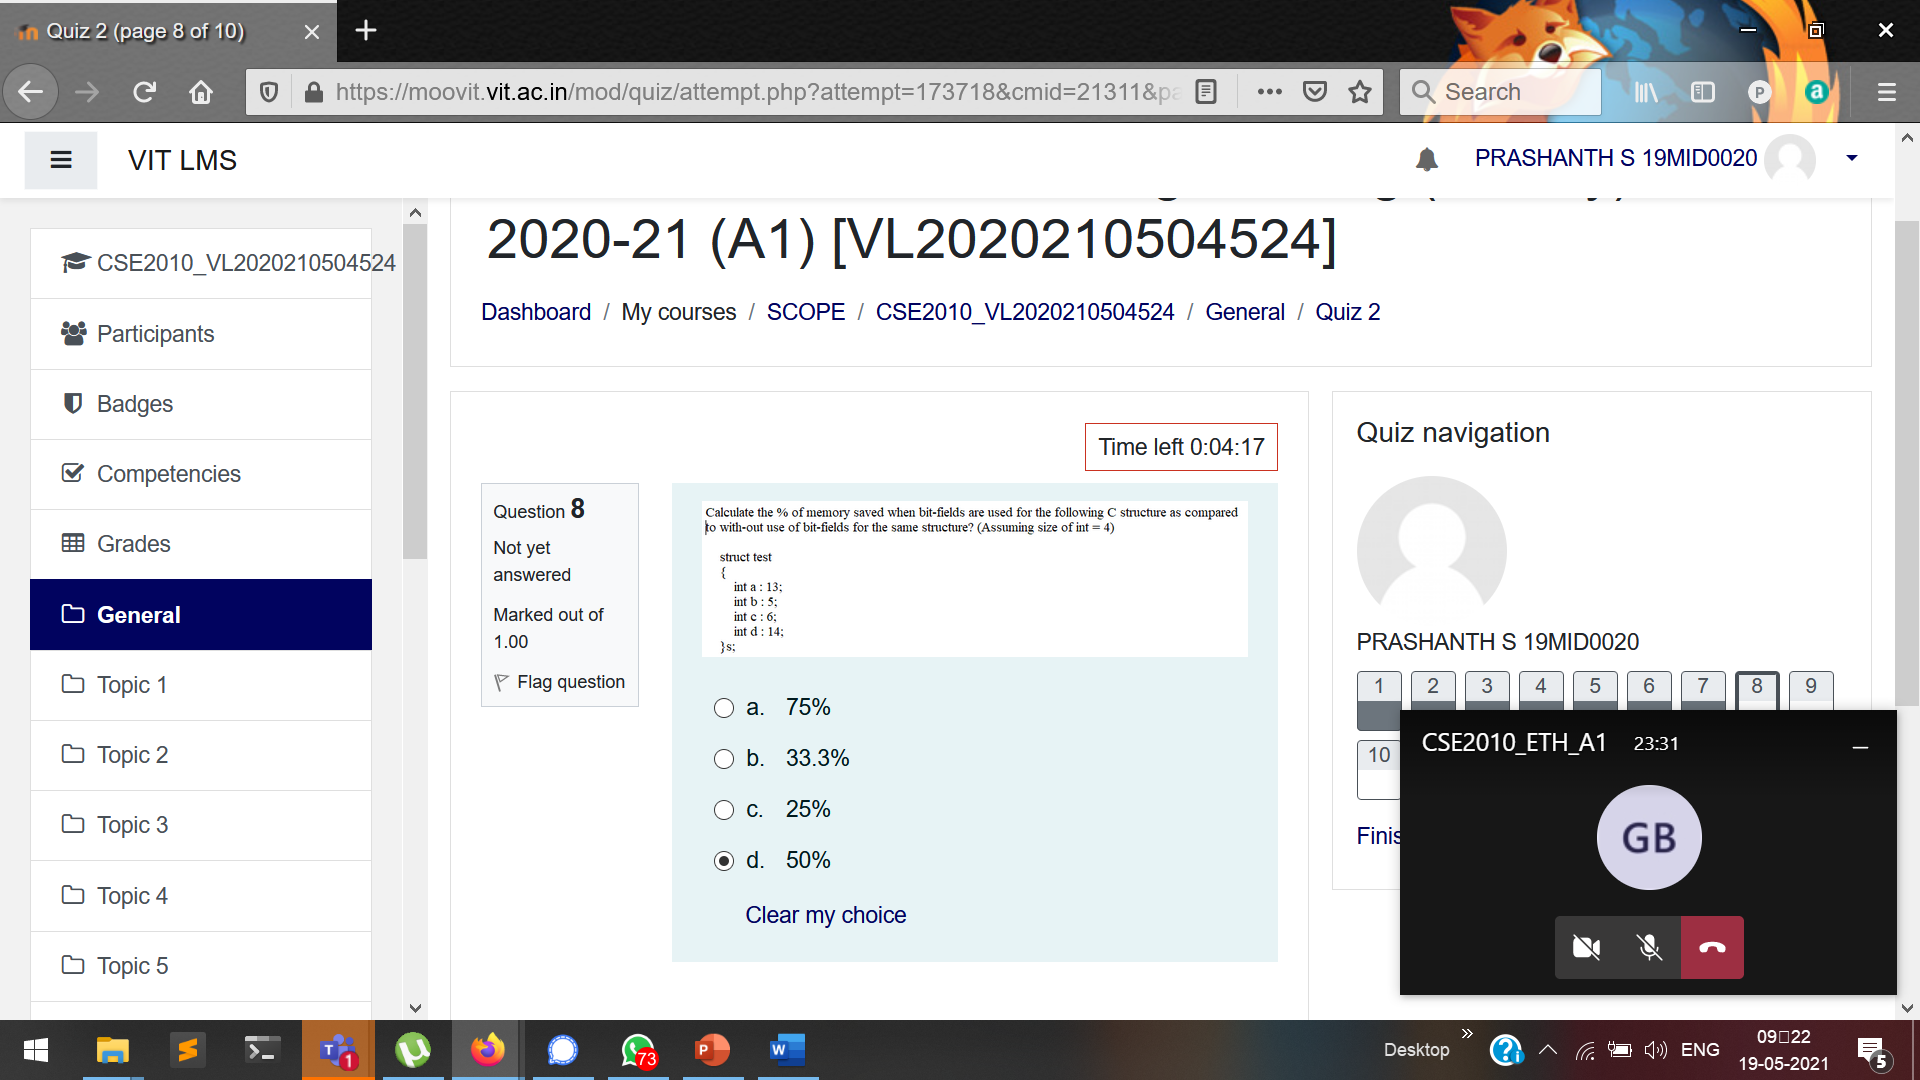 Quiz 2 (page 8 of 10)
https://moovit.vit.ac.in/mod/quiz/attempt.php?attempt=173718&cmid=21311&pa
Search
VIT LMS
PRASHANTH S 19MID0020
CSE2010_VL2020210504524
Participants
Badges
Competencies
Grades
General
Topic 1
Topic 2
Topic 3
Topic 4
Topic 5
2020-21 (A1) [VL2020210504524]
Dashboard / My courses / SCOPE / CSE2010_VL2020210504524 / General / Quiz 2
Time left 0:04:17
Question 8
Not yet
answered
Marked out of
1.00
Flag question
Calculate the % of memory saved when bit-fields are used for the following C structure as compared
to with-out use of bit-fields for the same structure? (Assuming size of int = 4)
struct test
{
int a : 13;
int b : 5;
int c : 6;
int d : 14;
}s;
a. 75%
b. 33.3%
c. 25%
d. 50%
Clear my choice
Quiz navigation
PRASHANTH S 19MID0020
1 2 3 4 5 6 7 8 9
10
Finis
CSE2010_ETH_A1 23:31
GB
T 1
73
P
W
Desktop
ENG
09▯22
19-05-2021
5